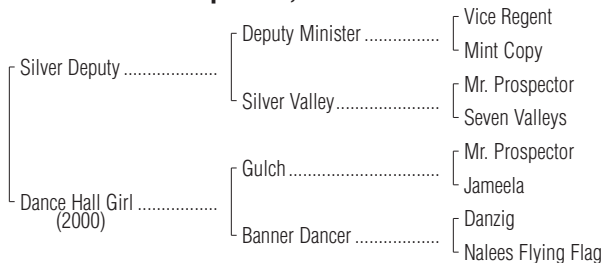 Vice Regent
Deputy Minister ................
Mint Copy
Silver Deputy ....................
Mr. Prospector
Silver Valley......................
Seven Valleys
Mr. Prospector
Gulch................................
Jameela
Dance Hall Girl .................
(2000)
Danzig
Banner Dancer ..................
Nalees Flying Flag